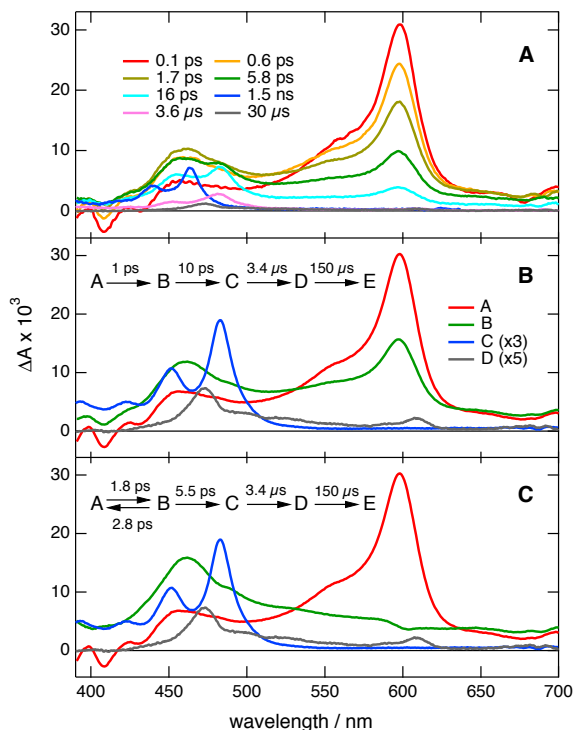 30
20
10
0
A
0.1 ps
0.6 ps
1.7 ps
5.8 ps
16 ps
1.5 ns
3.6 µs
30 µs
30
20
10
0
B
A 1 ps B 10 ps C 3.4 µs D 150 µs E
A
B
C (x3)
D (x5)
ΔA x 10³
30
20
10
0
C
A 1.8 ps B 5.5 ps C 3.4 µs D 150 µs E
2.8 ps
400 450 500 550 600 650 700
wavelength / nm